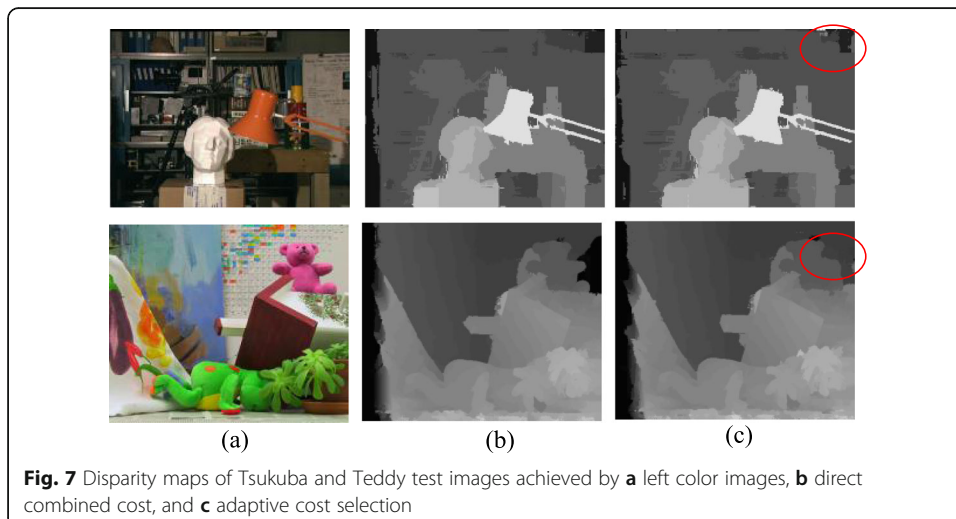 (a)
(b)
(c)
Fig. 7 Disparity maps of Tsukuba and Teddy test images achieved by a left color images, b direct
combined cost, and c adaptive cost selection